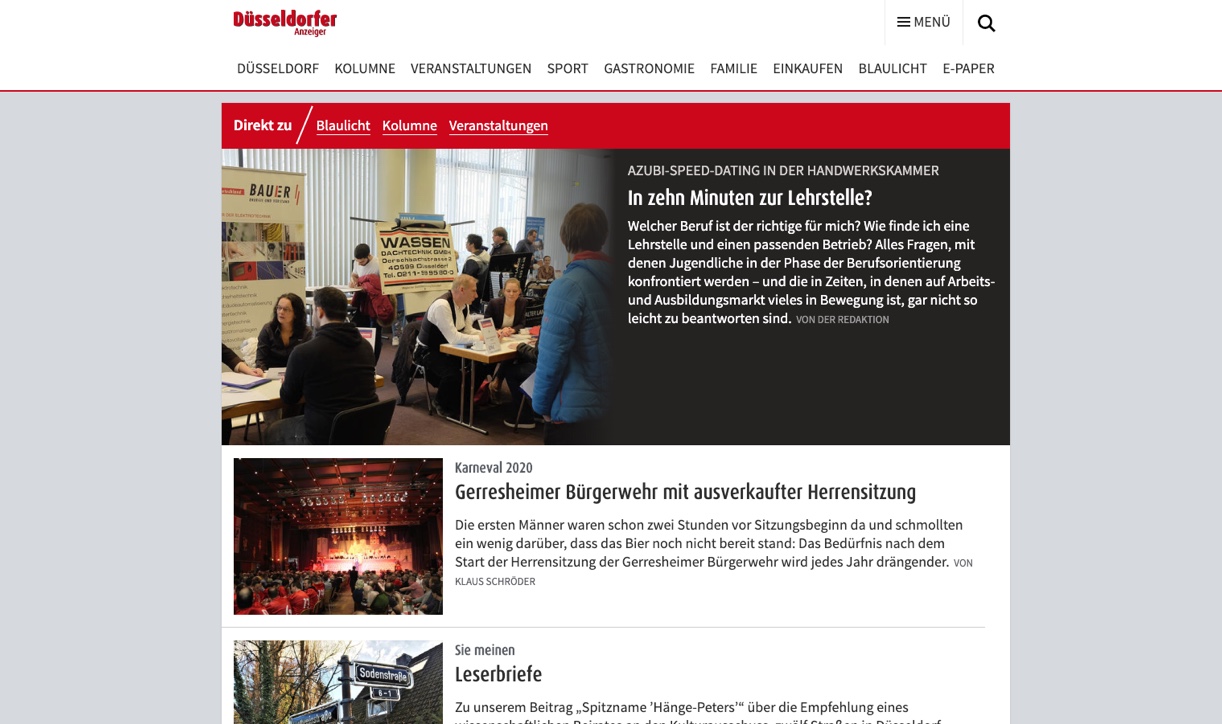 Düsseldorfer
Anzeiger
MENÜ
DÜSSELDORF KOLUMNE VERANSTALTUNGEN SPORT GASTRONOMIE FAMILIE EINKAUFEN BLAULICHT E-PAPER
Direkt zu Blaulicht Kolumne Veranstaltungen
BAUER
WASSEN
DACHTECHNIK GMBH
AZUBI-SPEED-DATING IN DER HANDWERKSKAMMER
In zehn Minuten zur Lehrstelle?
Welcher Beruf ist der richtige für mich? Wie finde ich eine
Lehrstelle und einen passenden Betrieb? Alles Fragen, mit
denen Jugendliche in der Phase der Berufsorientierung
konfrontiert werden – und die in Zeiten, in denen auf Arbeits-
und Ausbildungsmarkt vieles in Bewegung ist, gar nicht so
leicht zu beantworten sind. VON DER REDAKTION
Karneval 2020
Gerresheimer Bürgerwehr mit ausverkaufter Herrensitzung
Die ersten Männer waren schon zwei Stunden vor Sitzungsbeginn da und schmollten
ein wenig darüber, dass das Bier noch nicht bereit stand: Das Bedürfnis nach dem
Start der Herrensitzung der Gerresheimer Bürgerwehr wird jedes Jahr drängender. VON
KLAUS SCHRÖDER
Sodenstraße
8-1
Sie meinen
Leserbriefe
Zu unserem Beitrag „Spitzname ’Hänge-Peters’“ über die Empfehlung eines